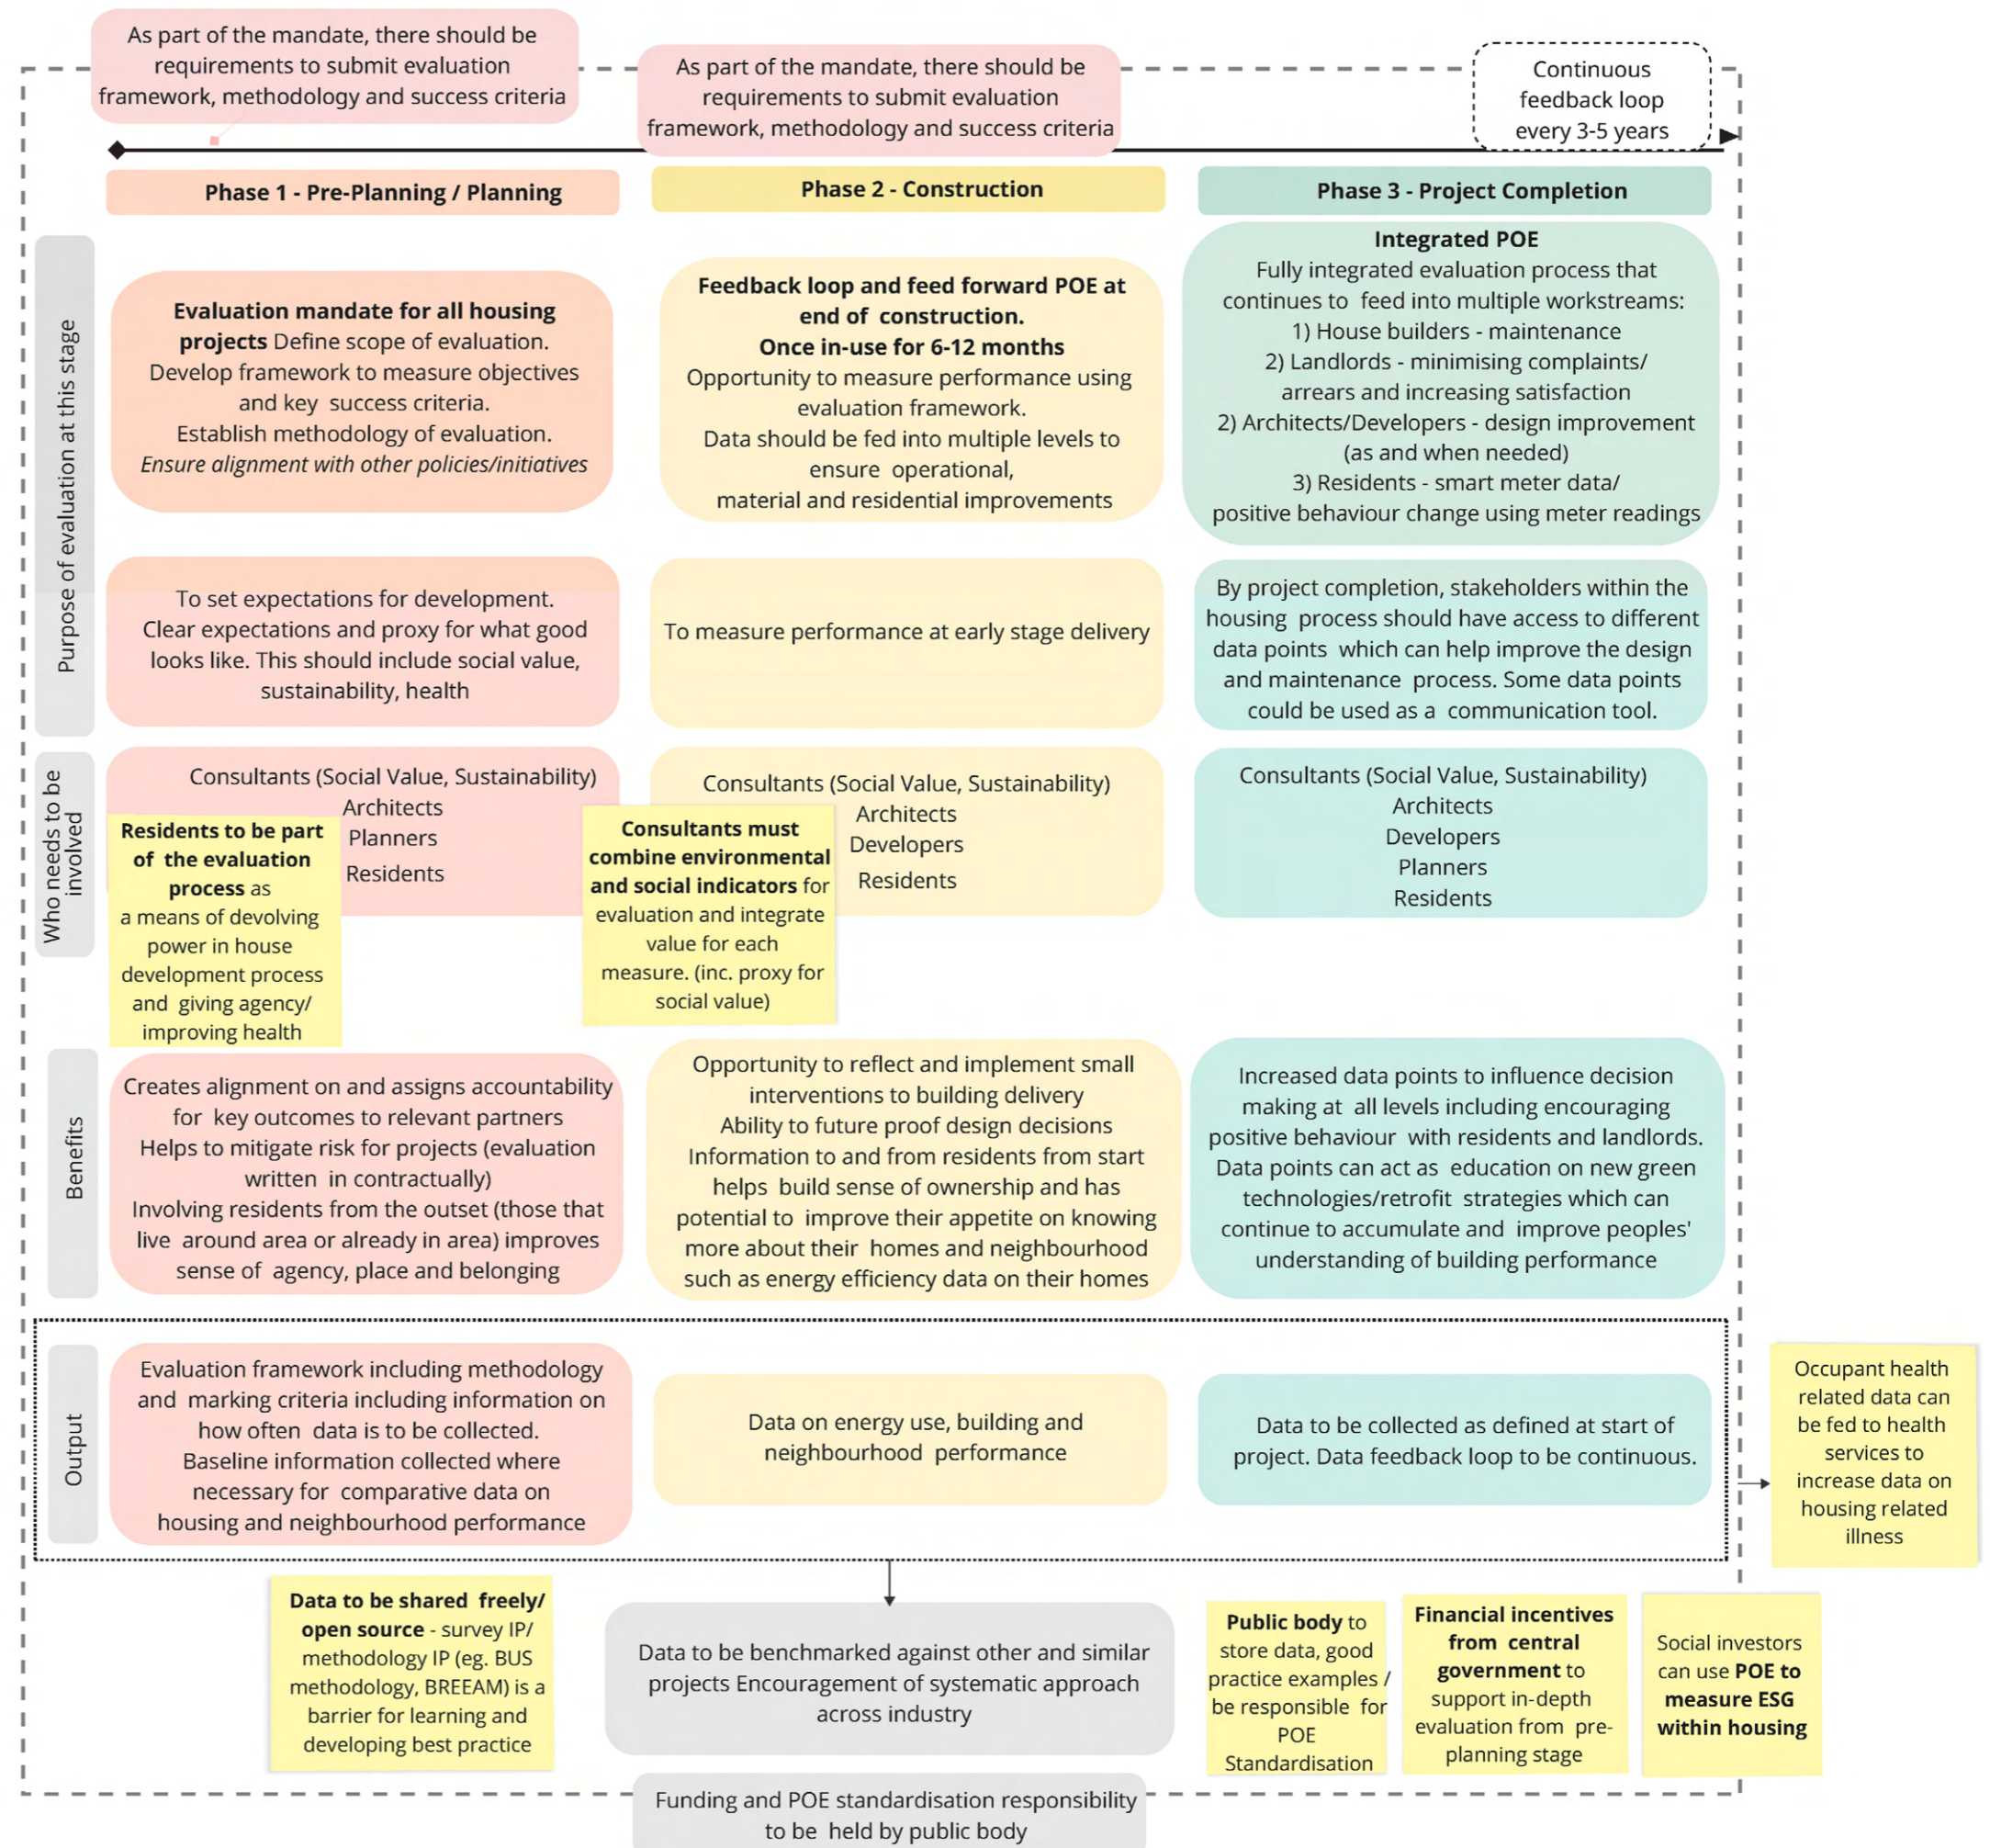 As part of the mandate, there should be
requirements to submit evaluation
framework, methodology and success criteria
As part of the mandate, there should be
requirements to submit evaluation
framework, methodology and success criteria
Continuous
feedback loop
every 3-5 years
Phase 1 - Pre-Planning / Planning
Phase 2 - Construction
Phase 3 - Project Completion
Purpose of evaluation at this stage
Evaluation mandate for all housing
projects Define scope of evaluation.
Develop framework to measure objectives
and key success criteria.
Establish methodology of evaluation.
Ensure alignment with other policies/initiatives
Feedback loop and feed forward POE at
end of construction.
Once in-use for 6-12 months
Opportunity to measure performance using
evaluation framework.
Data should be fed into multiple levels to
ensure operational,
material and residential improvements
Integrated POE
Fully integrated evaluation process that
continues to feed into multiple workstreams:
1) House builders - maintenance
2) Landlords - minimising complaints/
arrears and increasing satisfaction
2) Architects/Developers - design improvement
(as and when needed)
3) Residents - smart meter data/
positive behaviour change using meter readings
To set expectations for development.
Clear expectations and proxy for what good
looks like. This should include social value,
sustainability, health
To measure performance at early stage delivery
By project completion, stakeholders within the
housing process should have access to different
data points which can help improve the design
and maintenance process. Some data points
could be used as a communication tool.
Who needs to be
involved
Consultants (Social Value, Sustainability)
Architects
Planners
Residents
Residents to be part
of the evaluation
process as
a means of devolving
power in house
development process
and giving agency/
improving health
Consultants (Social Value, Sustainability)
Architects
Developers
Residents
Consultants must
combine environmental
and social indicators for
evaluation and integrate
value for each
measure. (inc. proxy for
social value)
Consultants (Social Value, Sustainability)
Architects
Developers
Planners
Residents
Benefits
Creates alignment on and assigns accountability
for key outcomes to relevant partners
Helps to mitigate risk for projects (evaluation
written in contractually)
Involving residents from the outset (those that
live around area or already in area) improves
sense of agency, place and belonging
Opportunity to reflect and implement small
interventions to building delivery
Ability to future proof design decisions
Information to and from residents from start
helps build sense of ownership and has
potential to improve their appetite on knowing
more about their homes and neighbourhood
such as energy efficiency data on their homes
Increased data points to influence decision
making at all levels including encouraging
positive behaviour with residents and landlords.
Data points can act as education on new green
technologies/retrofit strategies which can
continue to accumulate and improve peoples'
understanding of building performance
Output
Evaluation framework including methodology
and marking criteria including information on
how often data is to be collected.
Baseline information collected where
necessary for comparative data on
housing and neighbourhood performance
Data on energy use, building and
neighbourhood performance
Data to be collected as defined at start of
project. Data feedback loop to be continuous.
Occupant health
related data can
be fed to health
services to
increase data on
housing related
illness
Data to be shared freely/
open source - survey IP/
methodology IP (eg. BUS
methodology, BREEAM) is a
barrier for learning and
developing best practice
Data to be benchmarked against other and similar
projects Encouragement of systematic approach
across industry
Public body to
store data, good
practice examples /
be responsible for
POE
Standardisation
Financial incentives
from central
government to
support in-depth
evaluation from pre-
planning stage
Social investors
can use POE to
measure ESG
within housing
Funding and POE standardisation responsibility
to be held by public body